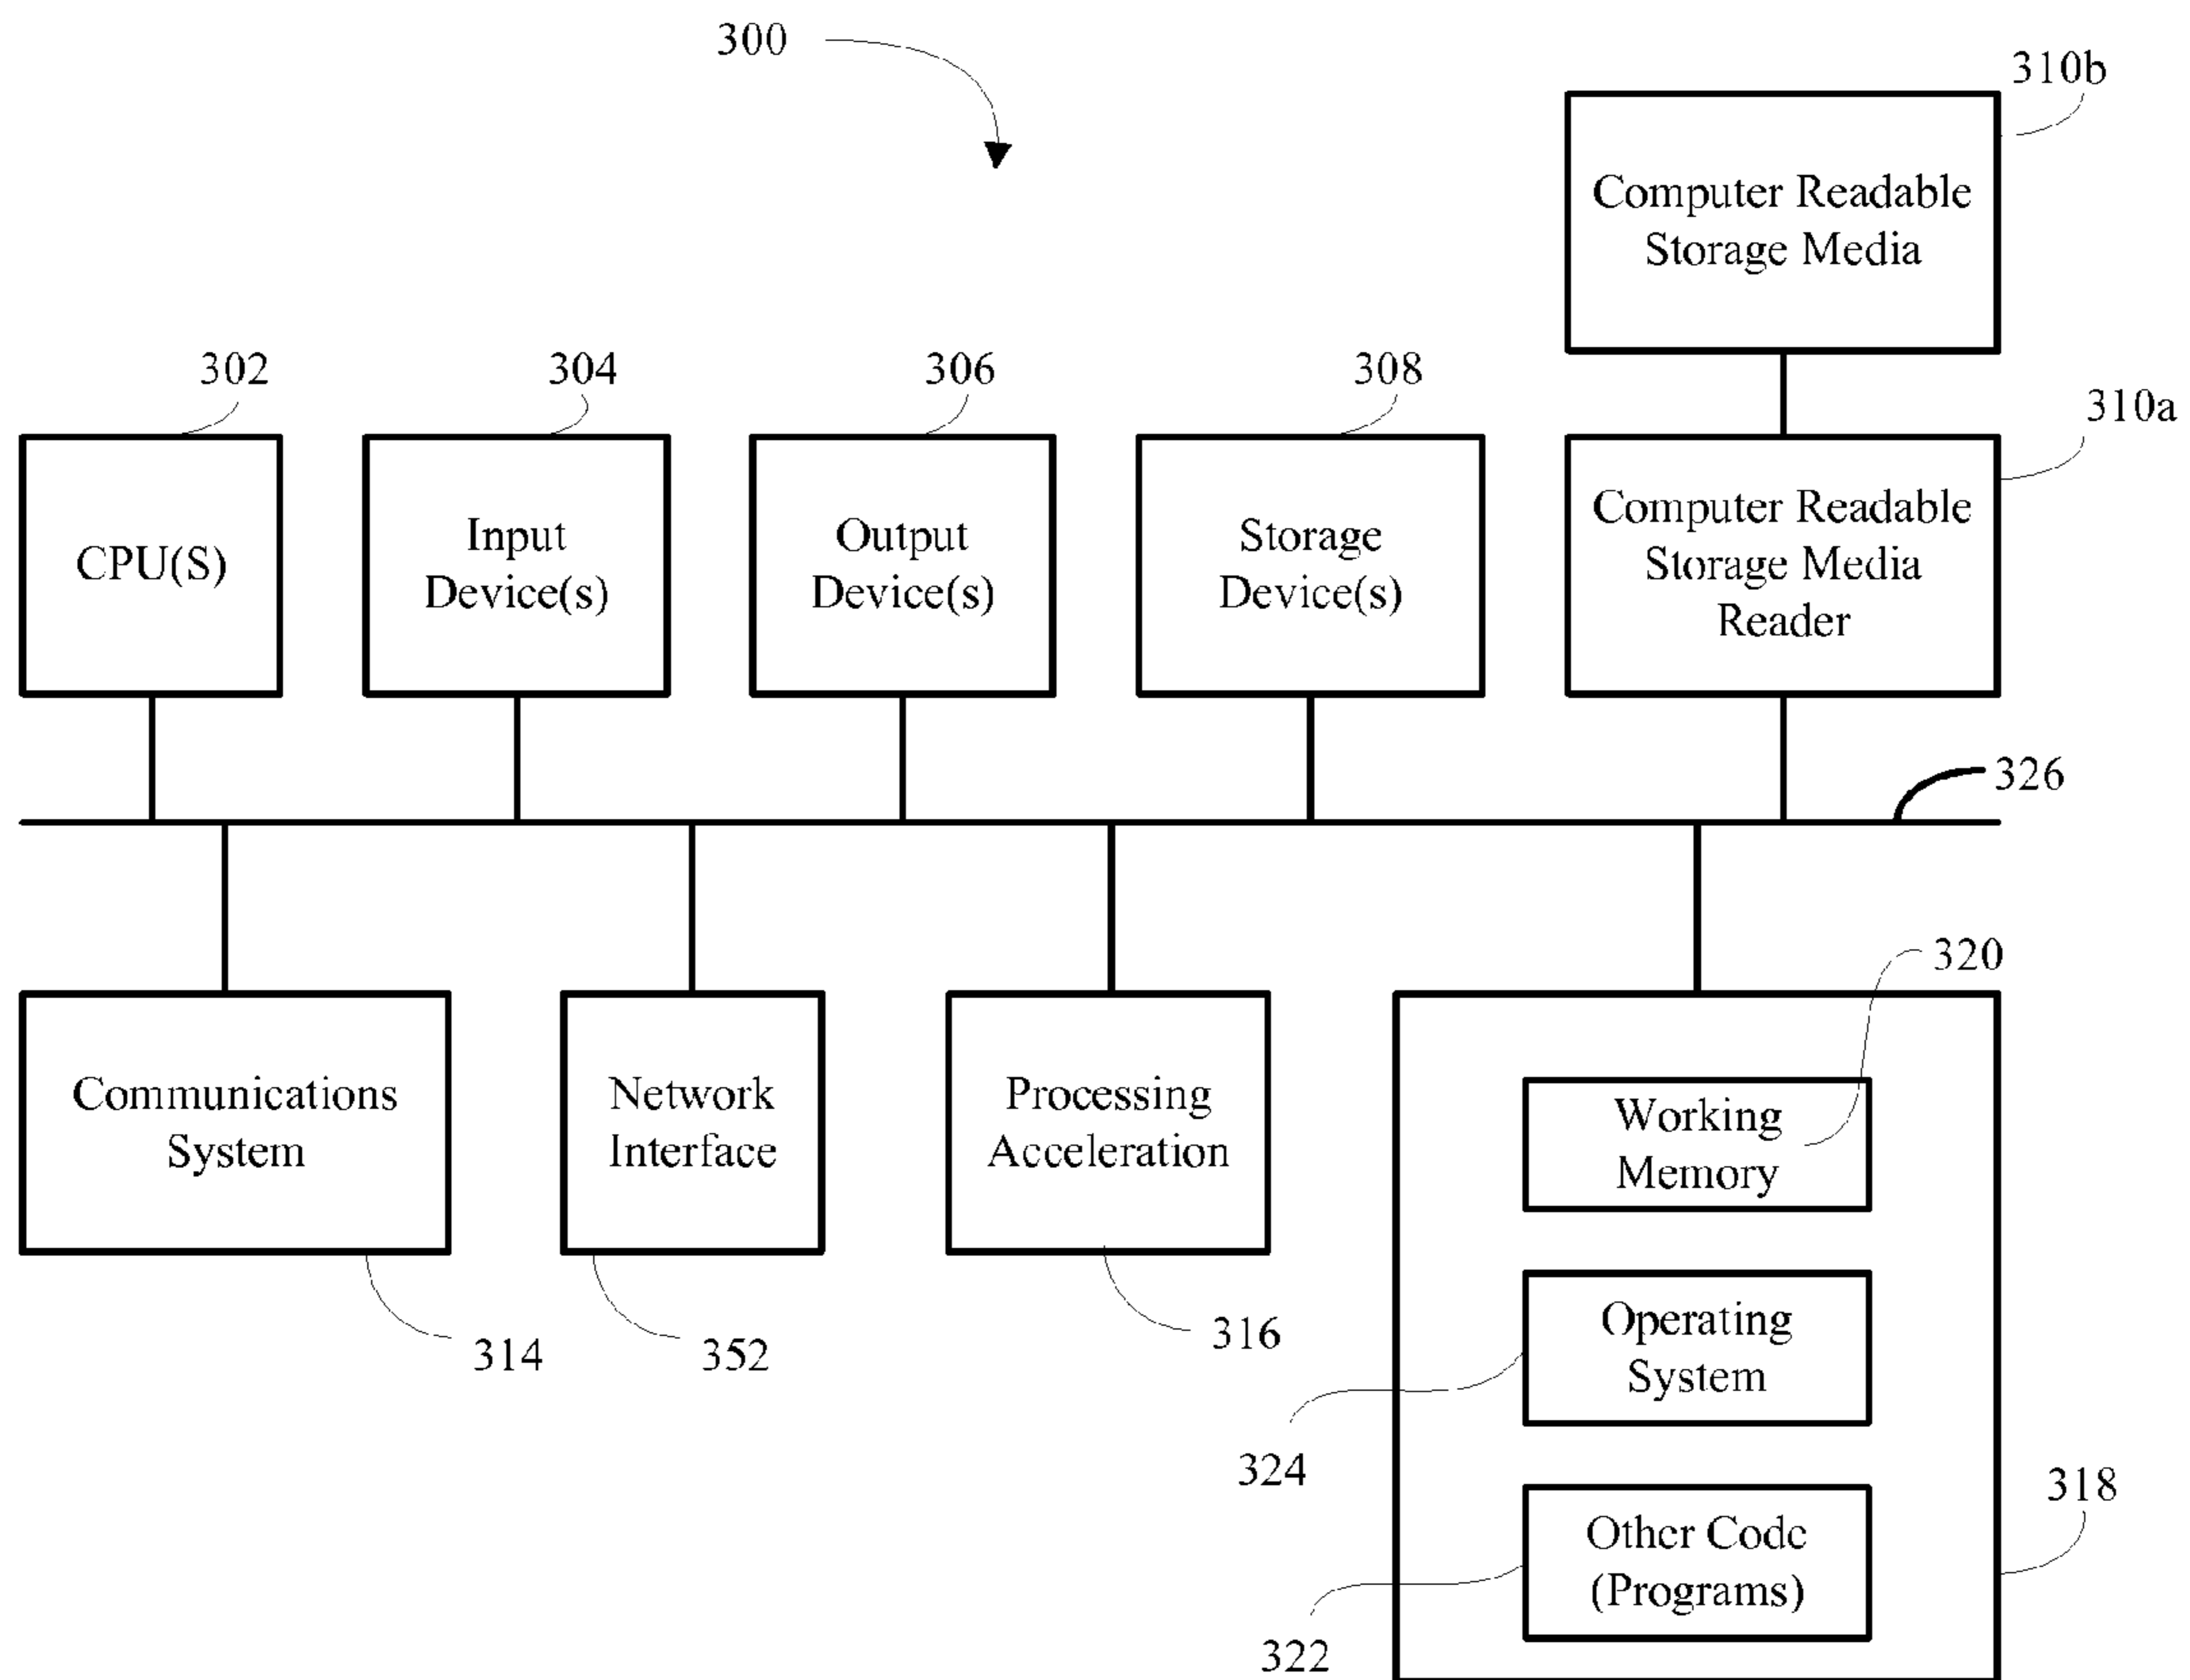 300
310b
Computer Readable
Storage Media
302
304
306
308
310a
CPU(S)
Input
Device(s)
Output
Device(s)
Storage
Device(s)
Computer Readable
Storage Media
Reader
326
320
Communications
System
Network
Interface
Processing
Acceleration
Working
Memory
314
352
316
Operating
System
324
318
Other Code
(Programs)
322